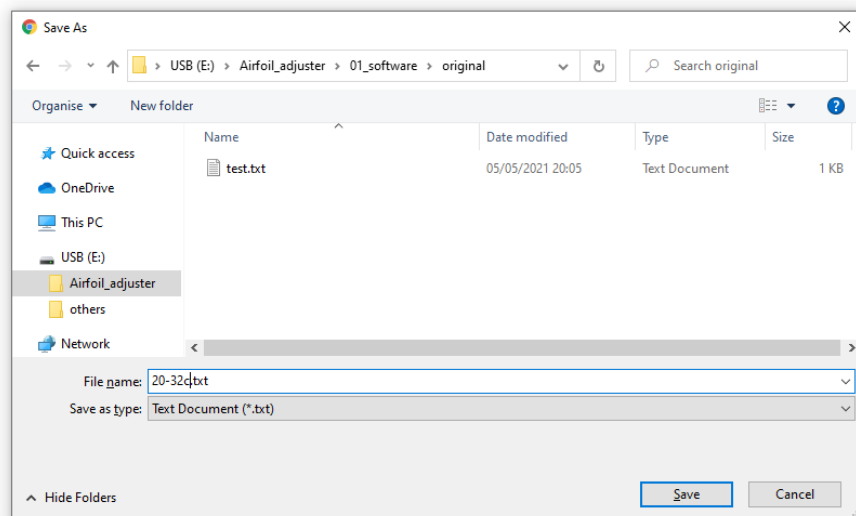 Save As
USB (E:) > Airfoil_adjuster > 01_software > original
Search original
Organise
New folder
?
Name
Date modified
Type
Size
Quick access
OneDrive
This PC
USB (E:)
Airfoil_adjuster
others
Network
test.txt
05/05/2021 20:05
Text Document
1 KB
File name:
20-32c.txt
Save as type:
Text Document (*.txt)
Hide Folders
Save
Cancel